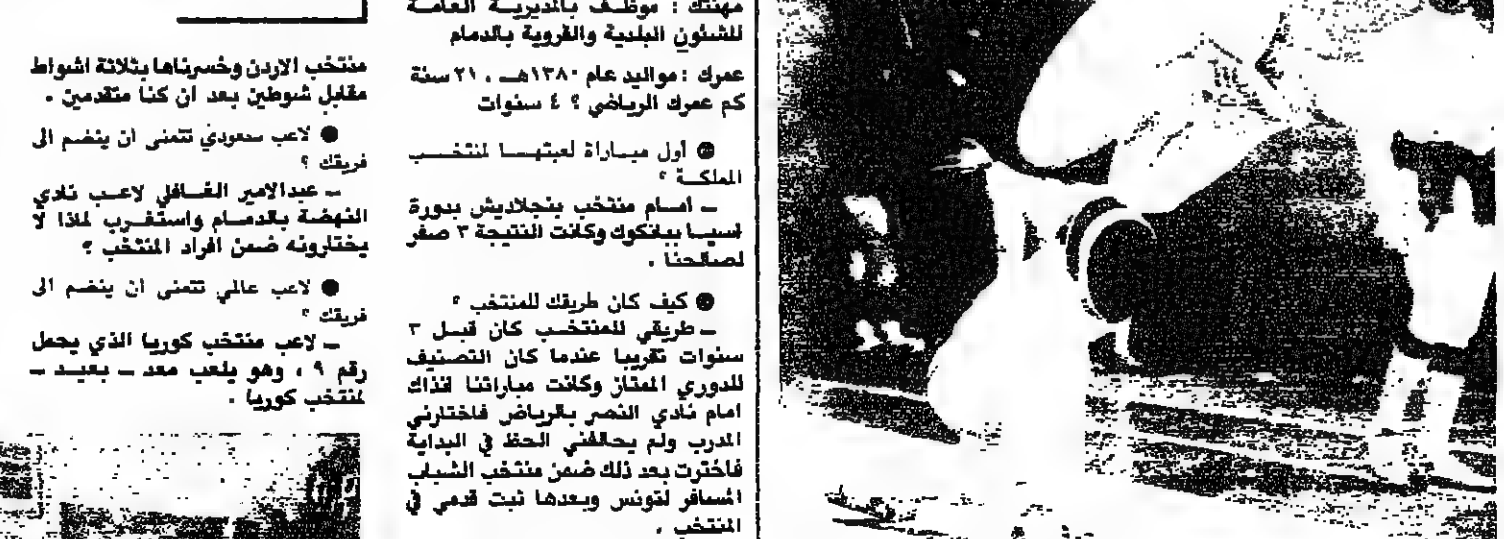 مهنتك : موظف بالمديرية العامة
للشئون البلدية والقروية بالدمام
عمرك : مواليد عام ١٣٨٠هـ ، ٢١ سنة
كم عمرك الرياضي ؟ ٤ سنوات
● أول مباراة لعبتها لمنتخب
المملكة ؟
ـ امام منتخب بنجلاديش بدورة
اسيا ببانكوك وكانت النتيجة ٣ صفر
لصالحنا .
● كيف كان طريقك للمنتخب ؟
ـ طريقي للمنتخب كان قبل ٣
سنوات تقريبا عندما كان التصنيف
للدوري الممتاز وكانت مباراتنا انذاك
امام نادي النصر بالرياض فاختارني
المدرب ولم يحالفني الحظ في البداية
فاخترت بعد ذلك ضمن منتخب الشباب
المسافر لتونس وبعدها ثبت قدمي في
المنتخب .
منتخب الاردن وخسرناها بثلاثة اشواط
مقابل شوطين بعد ان كنا متقدمين .
● لاعب سعودي تتمنى ان ينضم الى
فريقك ؟
ـ عبدالامير الغافلي لاعب نادي
النهضة بالدمام واستغرب لماذا لا
يختارونه ضمن افراد المنتخب ؟
● لاعب عالمي تتمنى ان ينضم الى
فريقك ؟
ـ لاعب منتخب كوريا الذي يحمل
رقم ٩ ، وهو يلعب معد ـ بعيد ـ
لمنتخب كوريا .